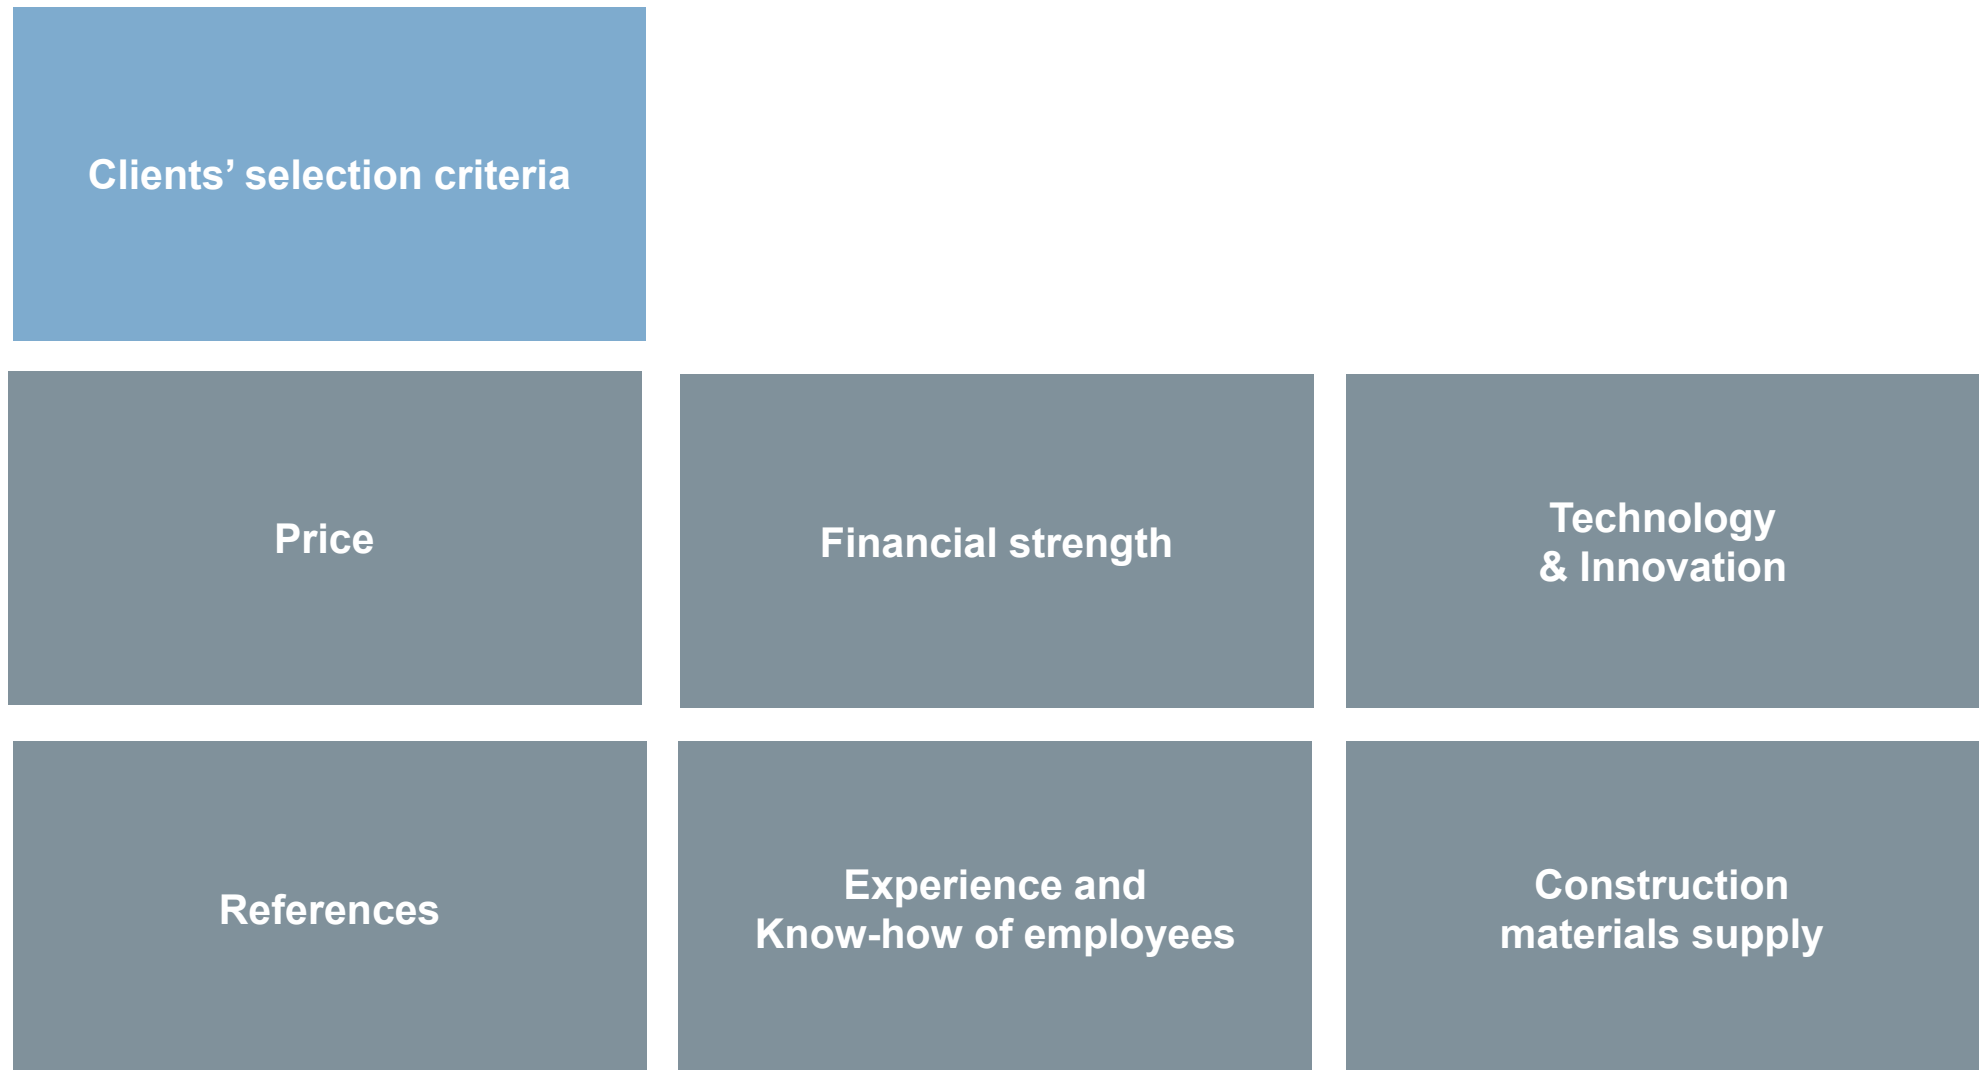 Clients’ selection criteria
Price
Financial strength
Technology
& Innovation
References
Experience and
Know-how of employees
Construction
materials supply